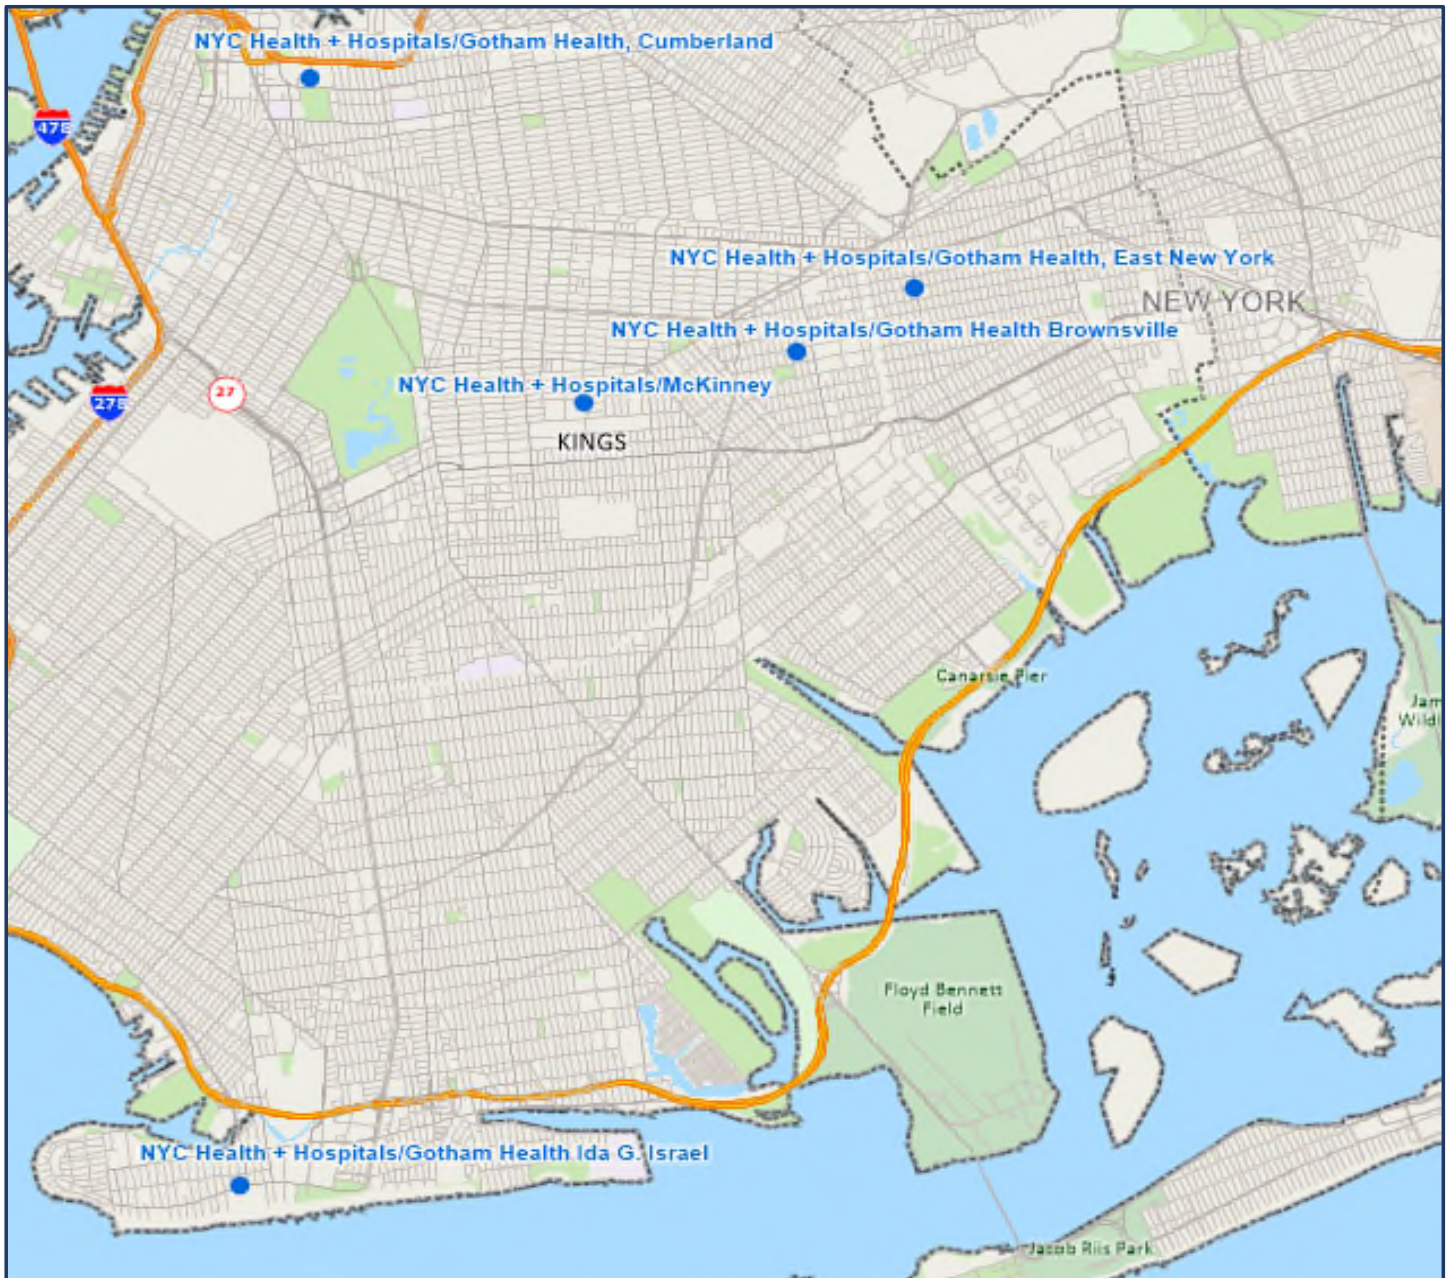 NYC Health + Hospitals/Gotham Health, Cumberland
478
NYC Health + Hospitals/Gotham Health, East New York
NEW YORK
NYC Health + Hospitals/Gotham Health Brownsville
NYC Health + Hospitals/McKinney
27
278
KINGS
Canarsie Pier
Jam
Wildl
Floyd Bennett
Field
NYC Health + Hospitals/Gotham Health Ida G. Israel
Jacob Riis Park